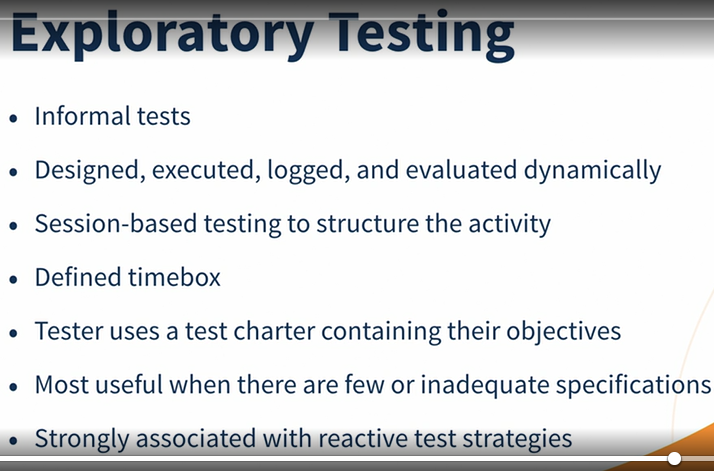 Exploratory Testing
• Informal tests
• Designed, executed, logged, and evaluated dynamically
• Session-based testing to structure the activity
• Defined timebox
• Tester uses a test charter containing their objectives
• Most useful when there are few or inadequate specifications
• Strongly associated with reactive test strategies